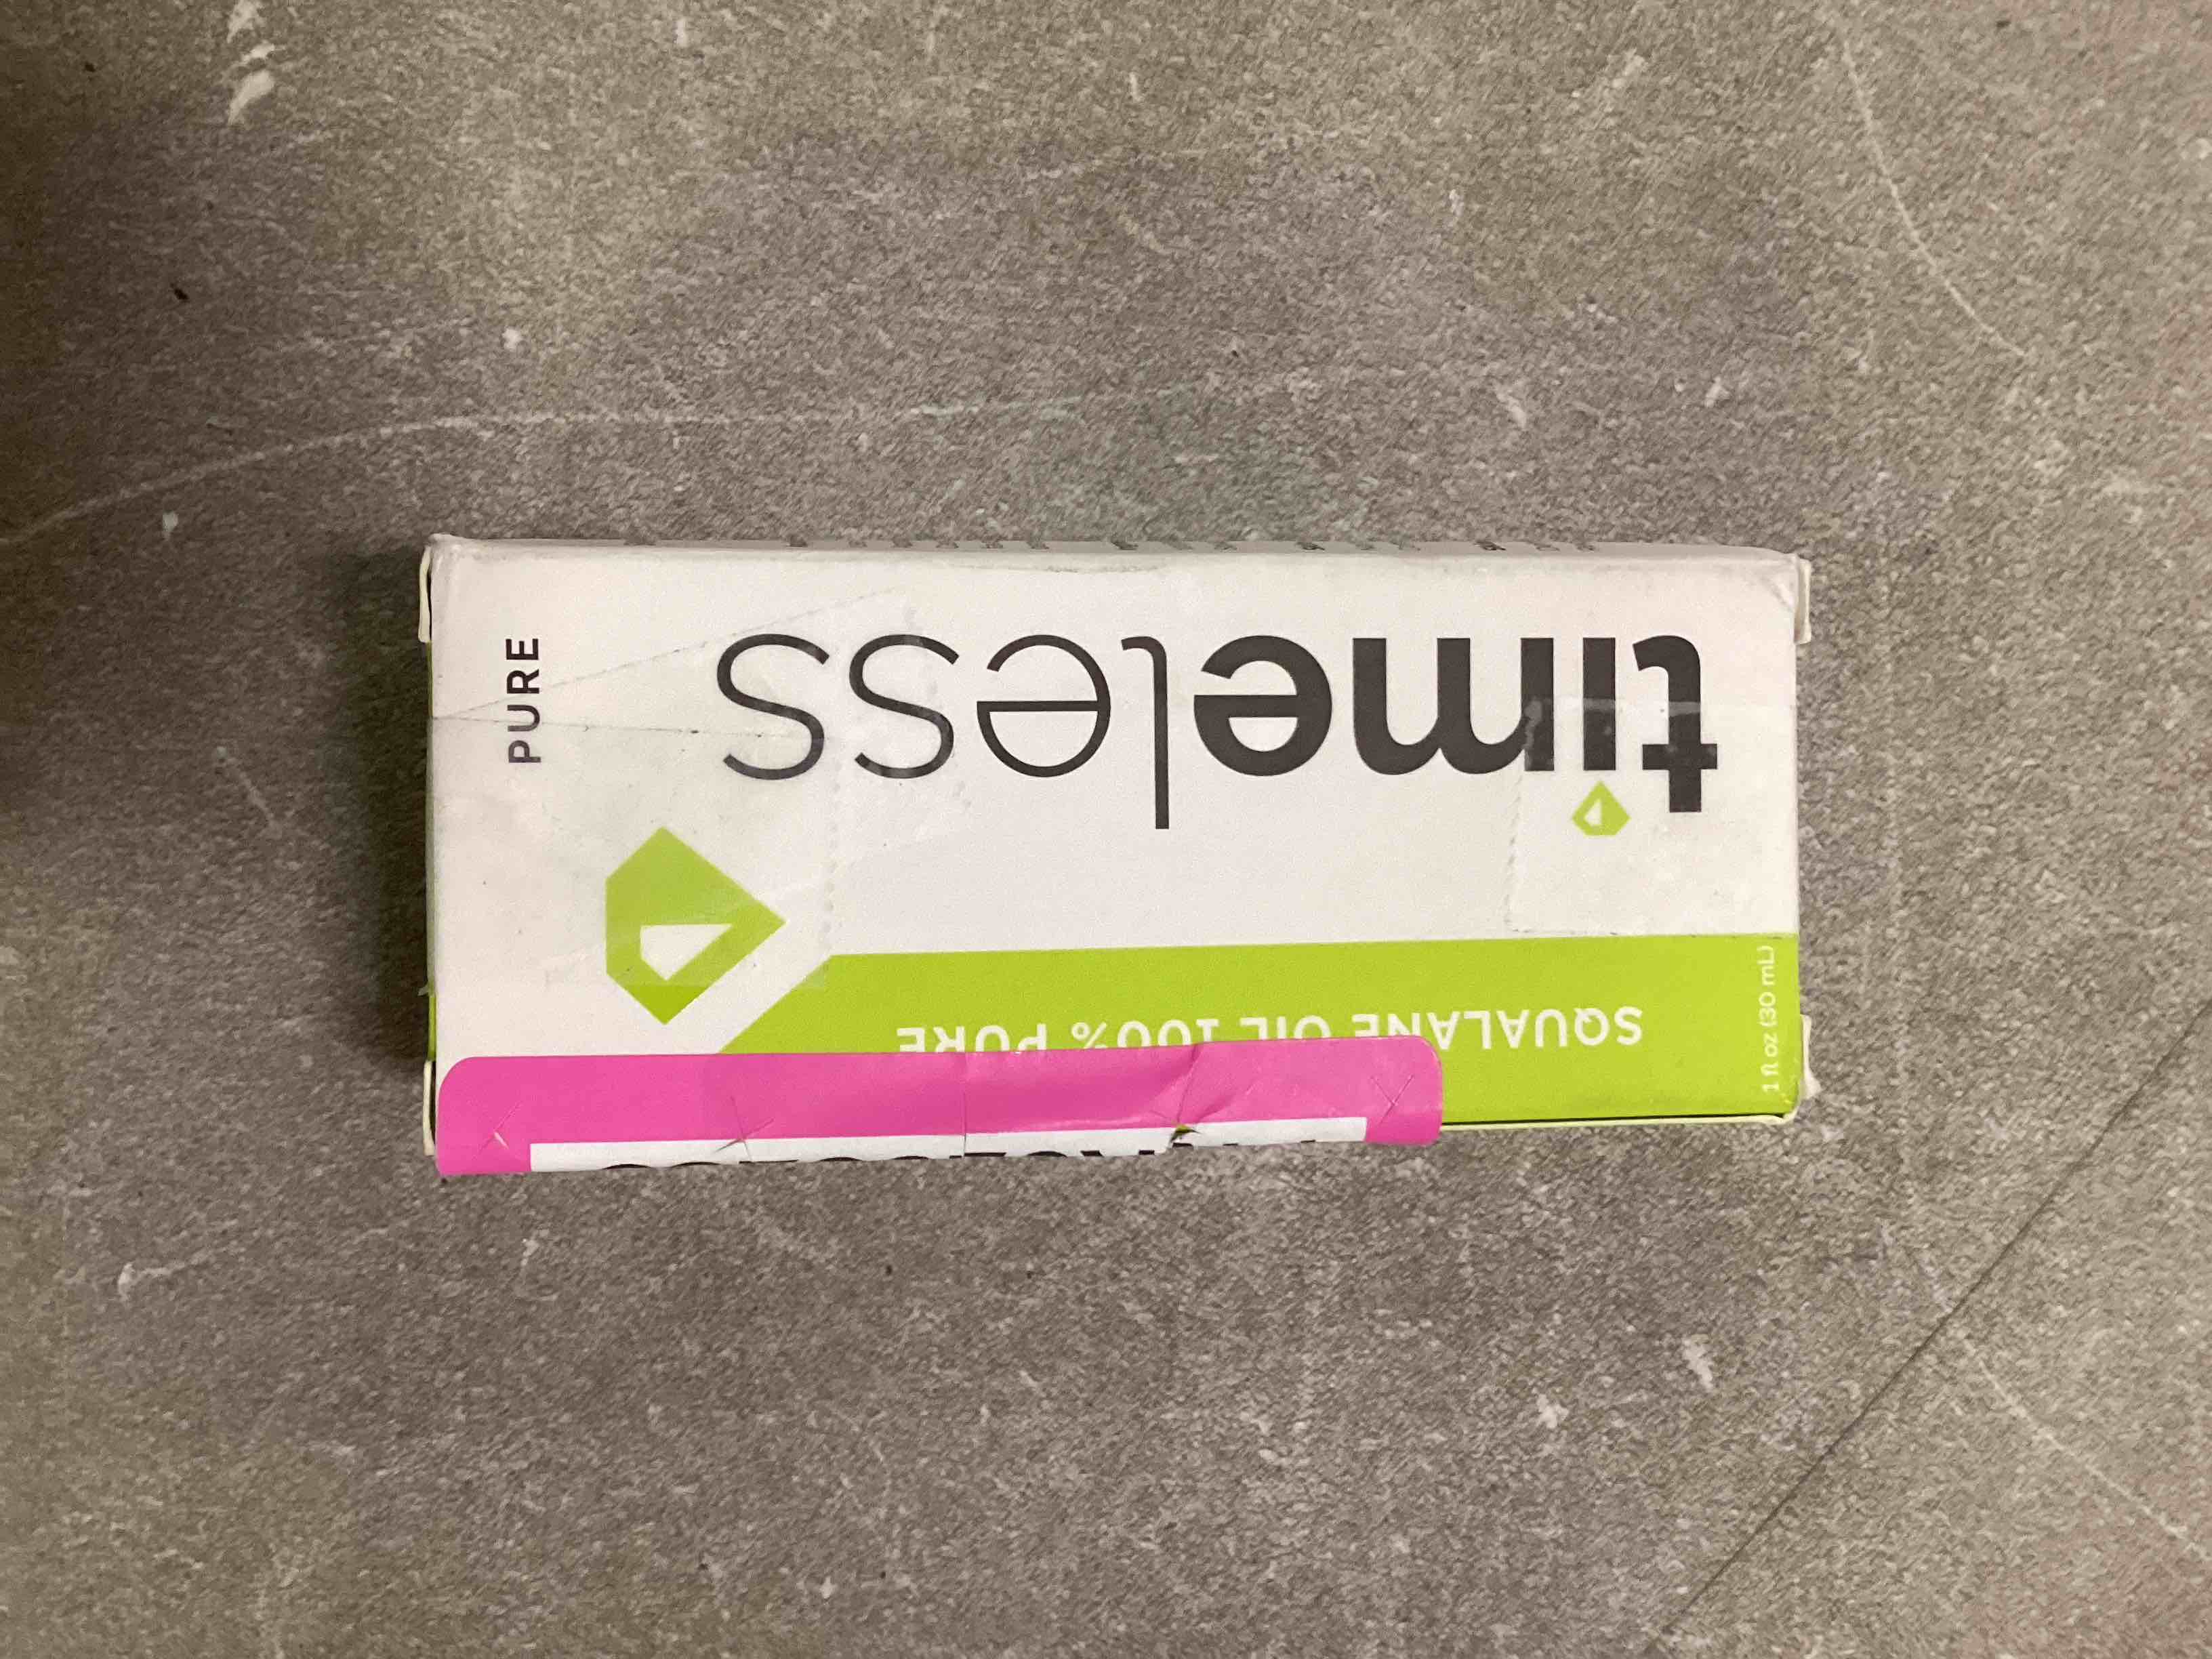 timeless
SQUALANE OIL 100% PURE
1 fl oz (30 mL)
PURE